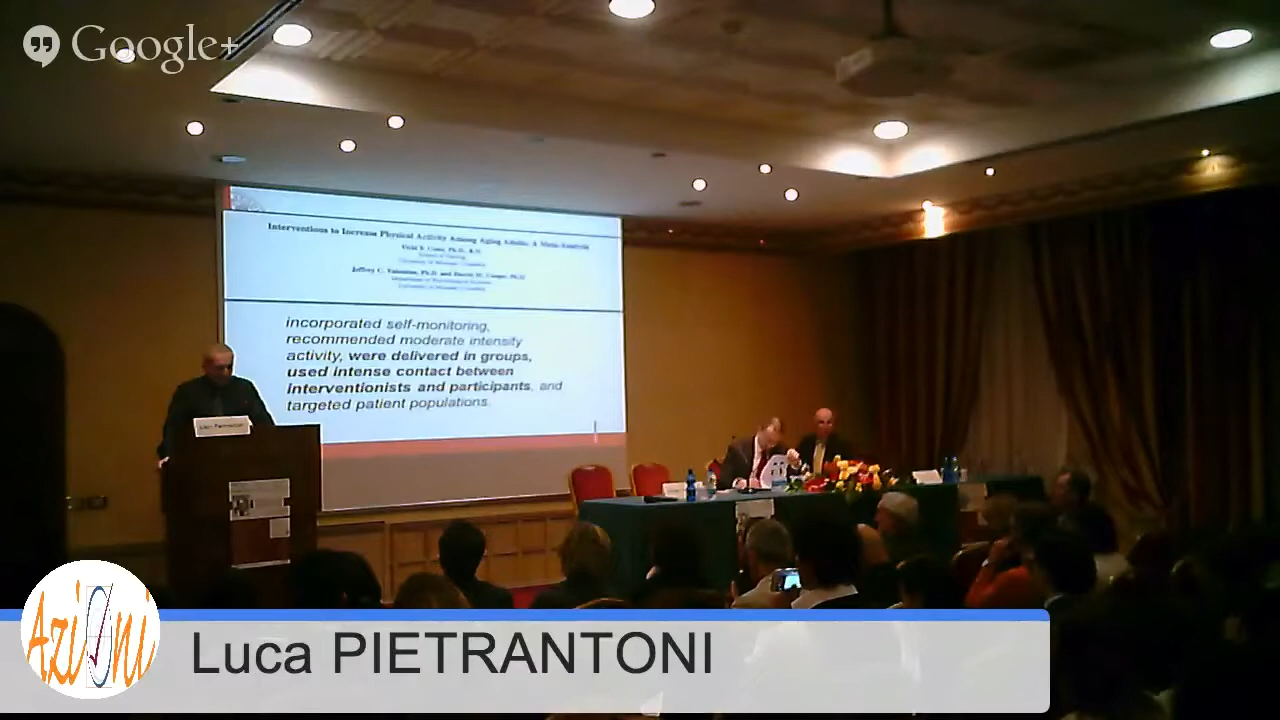 Google+
Interventions to Increase Physical Activity Among Aging Adults: A Meta-Analysis
incorporated self-monitoring,
recommended moderate intensity
activity, were delivered in groups,
used intense contact between
interventionists and participants, and
targeted patient populations.
Azioni
Luca PIETRANTONI